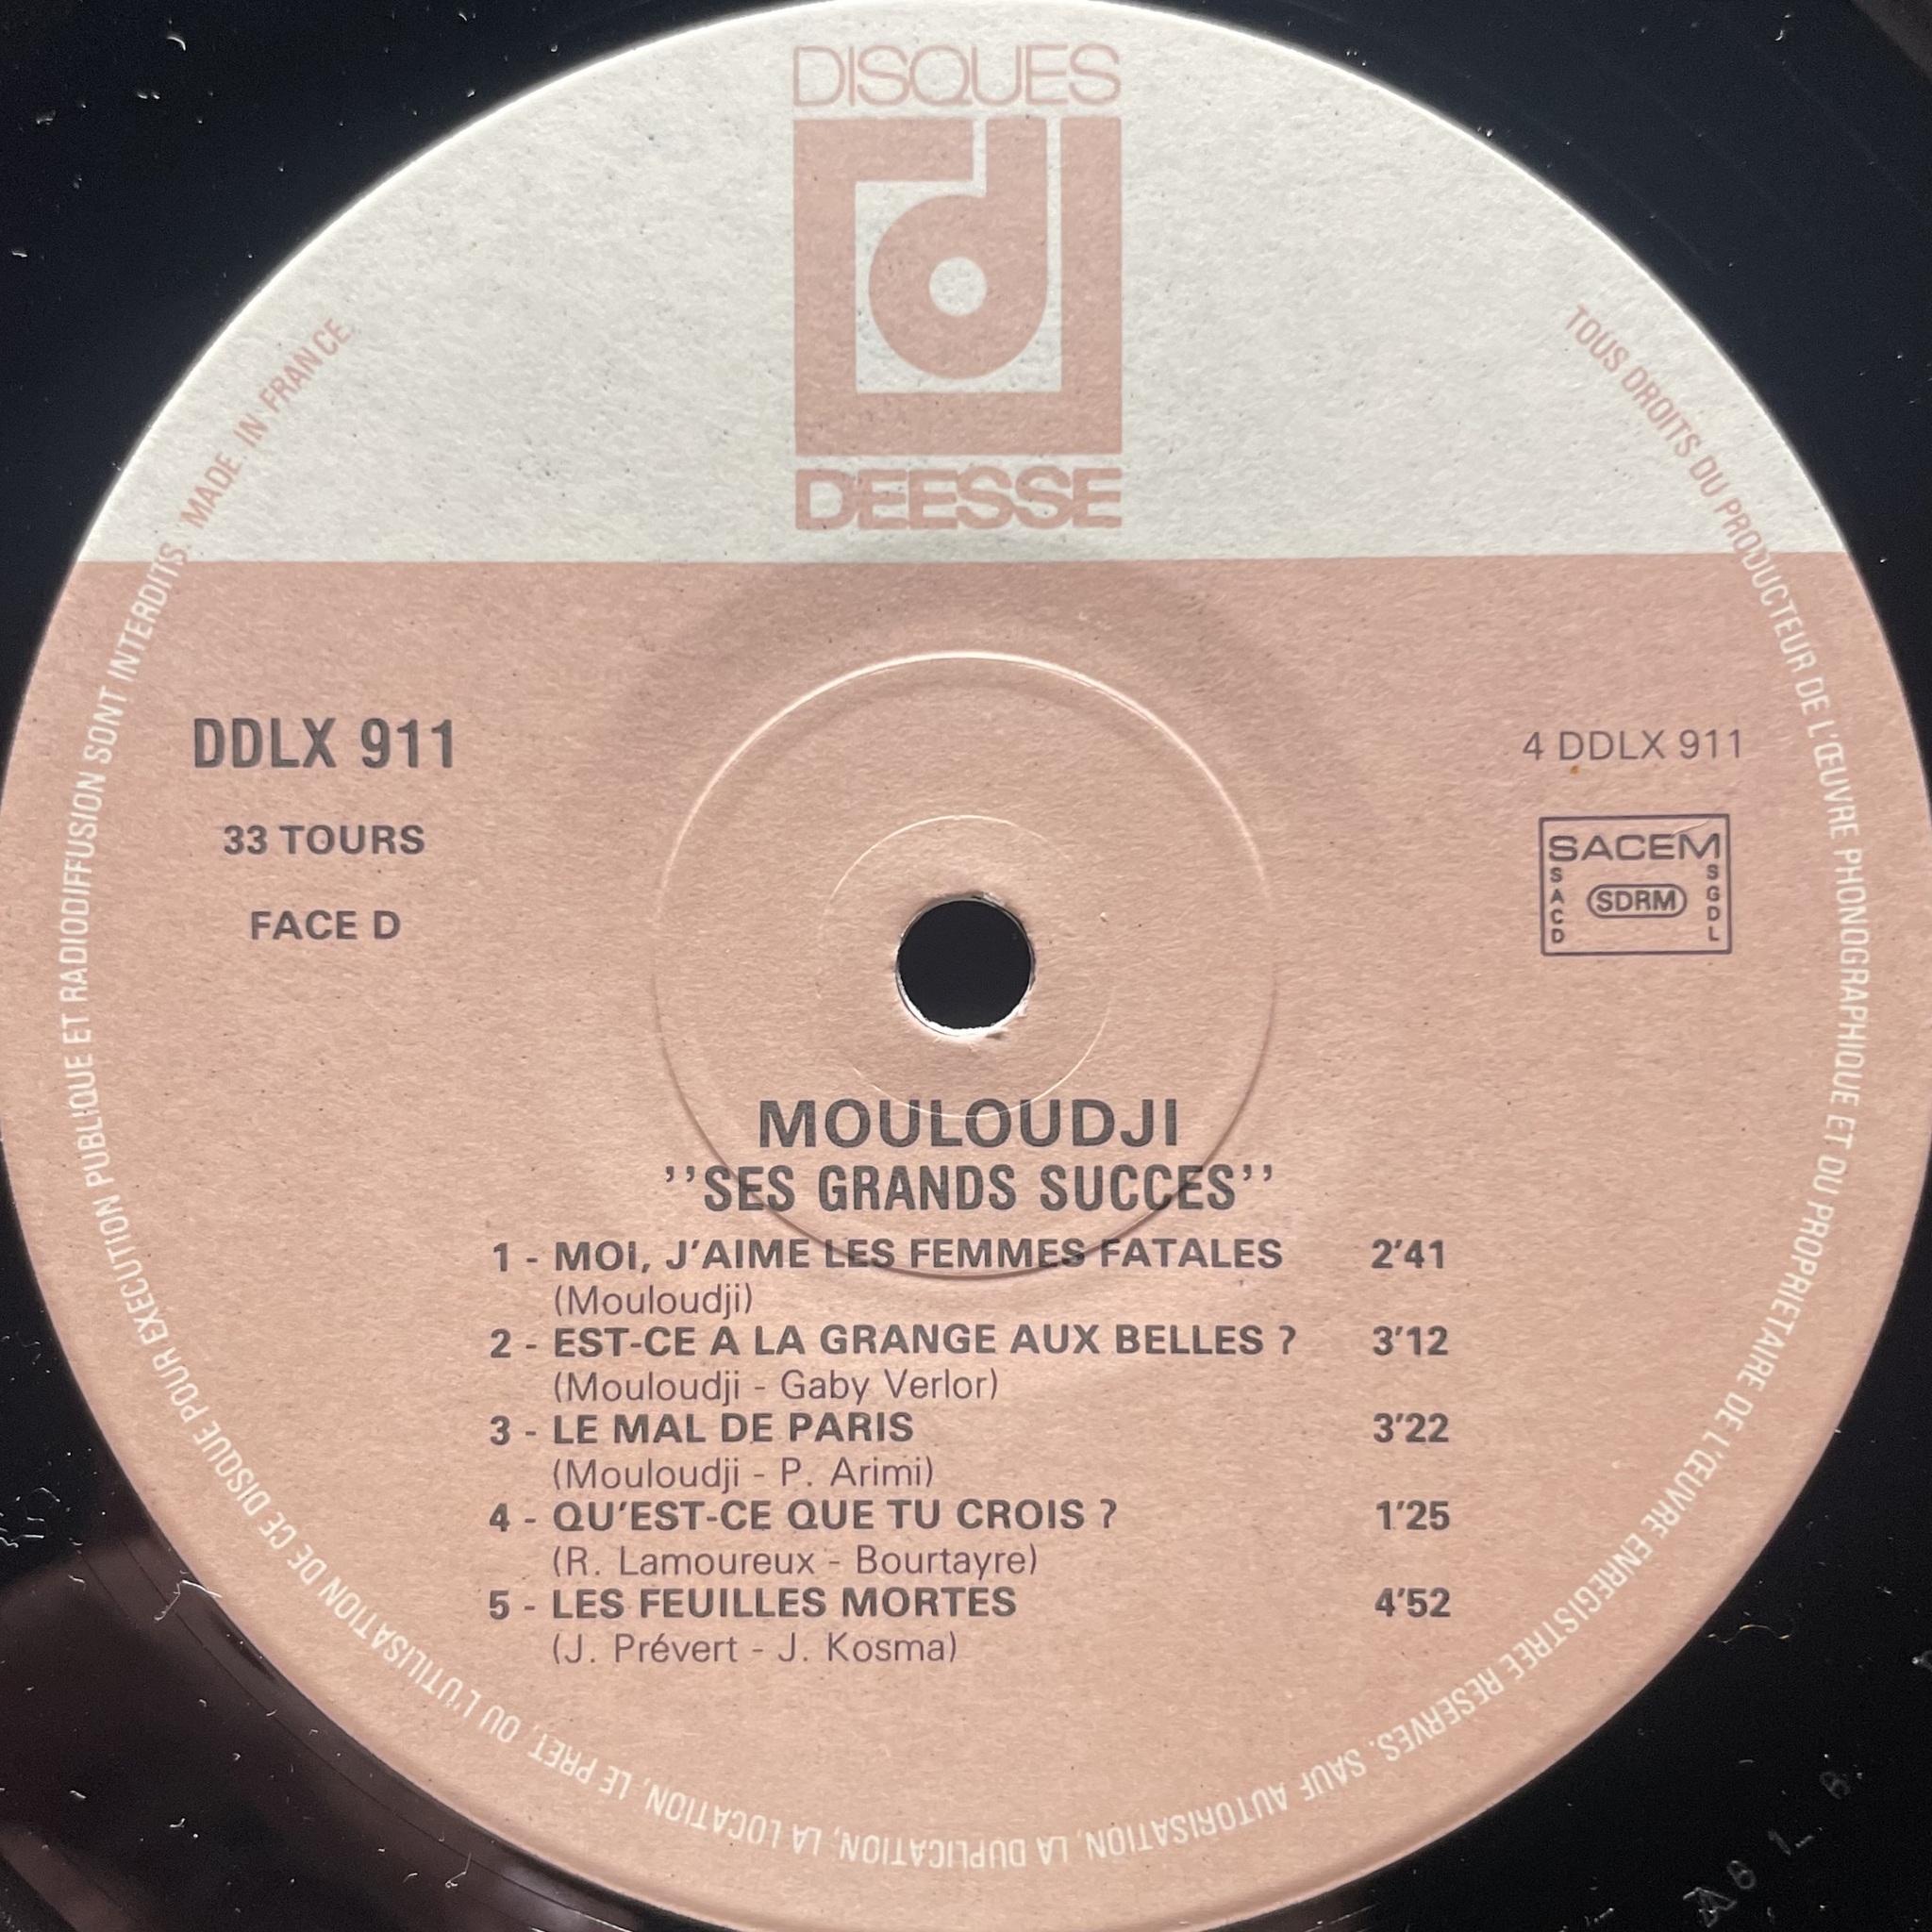 DISQUES
DEESSE
DDLX 911
33 TOURS
FACE D
4 DDLX 911
SACEM
SACD
SDRM
SGDL
MOULOUDJI
''SES GRANDS SUCCES''
1 - MOI, J'AIME LES FEMMES FATALES 2'41
(Mouloudji)
2 - EST-CE A LA GRANGE AUX BELLES ? 3'12
(Mouloudji - Gaby Verlor)
3 - LE MAL DE PARIS 3'22
(Mouloudji - P. Arimi)
4 - QU'EST-CE QUE TU CROIS ? 1'25
(R. Lamoureux - Bourtayre)
5 - LES FEUILLES MORTES 4'52
(J. Prévert - J. Kosma)
TOUS DROITS DU PRODUCTEUR DE L'ŒUVRE PHONOGRAPHIQUE ET DU PROPRIETAIRE DE L'ŒUVRE ENREGISTREE RESERVES. SAUF AUTORISATION, LA DUPLICATION, LA LOCATION, LE PRET, OU L'UTILISATION DE CE DISQUE POUR EXECUTION PUBLIQUE ET RADIODIFFUSION SONT INTERDITS. MADE IN FRANCE